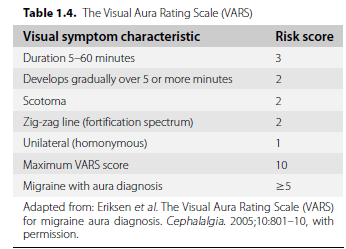 Table 1.4. The Visual Aura Rating Scale (VARS)
Visual symptom characteristic Risk score
Duration 5–60 minutes 3
Develops gradually over 5 or more minutes 2
Scotoma 2
Zig-zag line (fortification spectrum) 2
Unilateral (homonymous) 1
Maximum VARS score 10
Migraine with aura diagnosis ≥5
Adapted from: Eriksen et al. The Visual Aura Rating Scale (VARS)
for migraine aura diagnosis. Cephalalgia. 2005;10:801–10, with
permission.